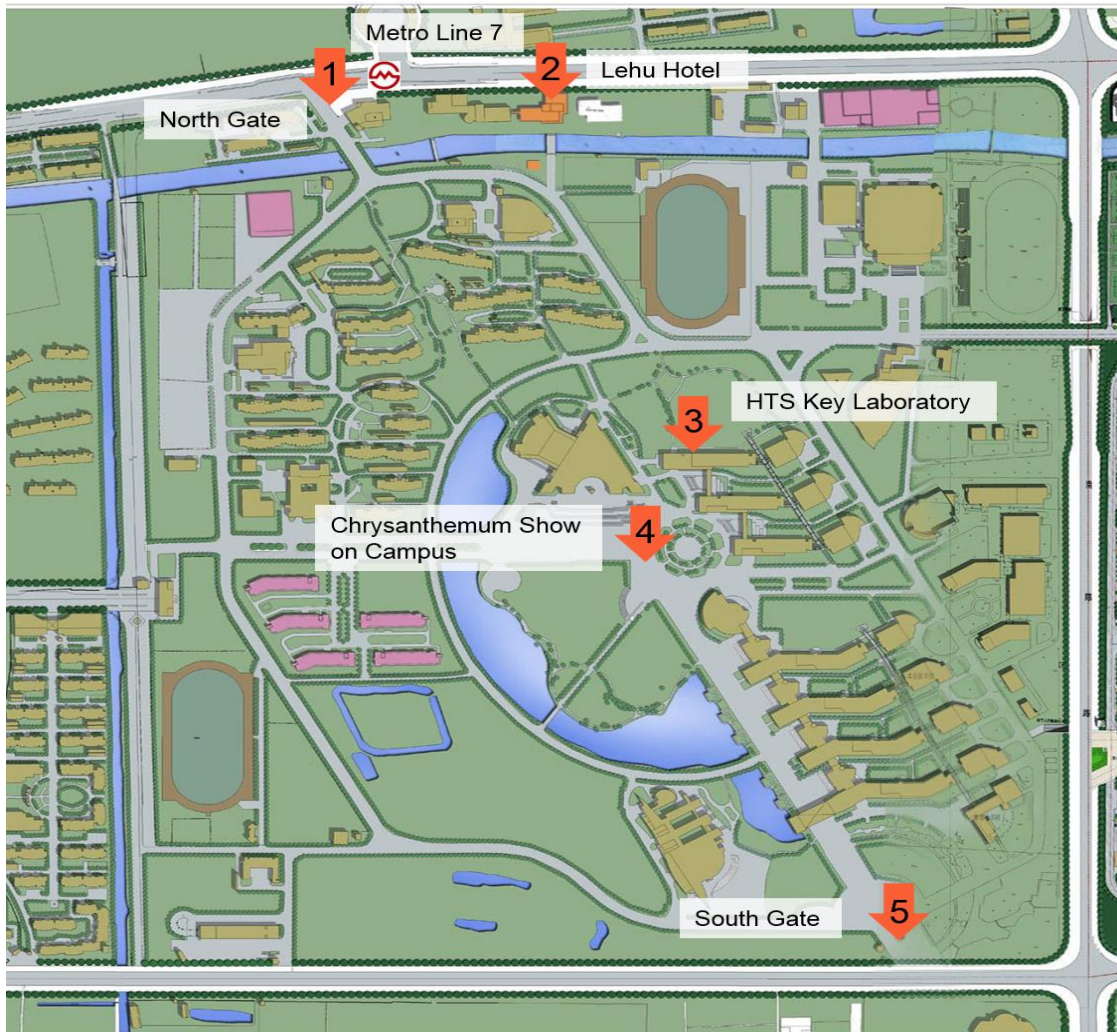 Metro Line 7
1
2
Lehu Hotel
North Gate
HTS Key Laboratory
3
Chrysanthemum Show
on Campus
4
South Gate
5